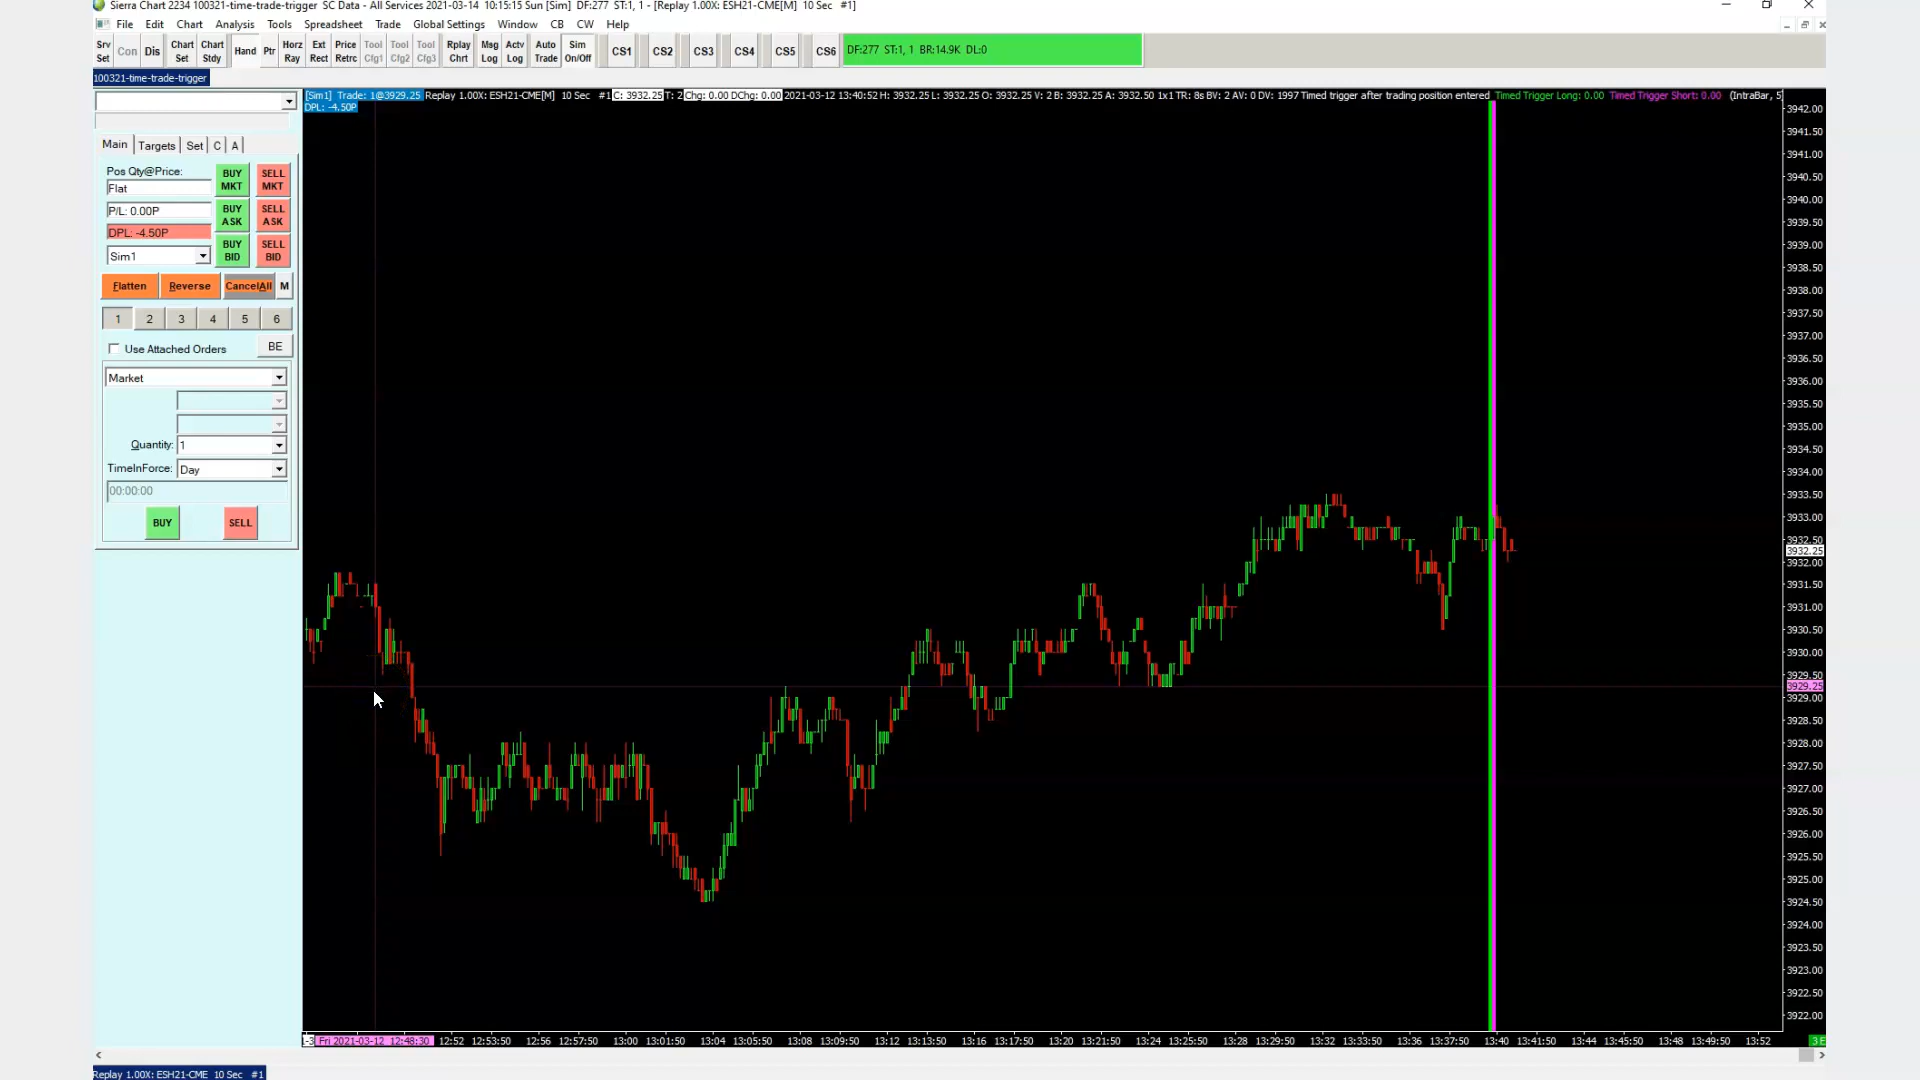 Sierra Chart 2234 100321-time-trade-trigger SC Data - All Services 2021-03-14 10:15:15 Sun [Sim] DF:277 ST:1, 1 - [Replay 1.00X: ESH21-CME[M] 10 Sec #1]
File Edit Chart Analysis Tools Spreadsheet Trade Global Settings Window CB CW Help
Srv Set
Con
Dis
Chart Set
Chart Stdy
Hand
Ptr
Horz Ray
Ext Rect
Price Retrc
Tool Cfg1
Tool Cfg2
Tool Cfg3
Rplay Chrt
Msg Log
Actv Log
Auto Trade
Sim On/Off
CS1
CS2
CS3
CS4
CS5
CS6
DF:277 ST:1, 1 BR:14.9K DL:0
100321-time-trade-trigger
[Sim1] Trade: 1@3929.25 Replay 1.00X: ESH21-CME[M] 10 Sec #1 C: 3932.25 T: 2 Chg: 0.00 DChg: 0.00 2021-03-12 13:40:52 H: 3932.25 L: 3932.25 O: 3932.25 V: 2 B: 3932.25 A: 3932.50 1x1 TR: 8s BV: 2 AV: 0 DV: 1997 Timed trigger after trading position entered Timed Trigger Long: 0.00 Timed Trigger Short: 0.00 (IntraBar, 5
DPL: -4.50P
Main Targets Set C A
Pos Qty@Price:
Flat
BUY MKT
SELL MKT
P/L: 0.00P
BUY ASK
SELL ASK
DPL: -4.50P
Sim1
BUY BID
SELL BID
Flatten Reverse CancelAll M
1 2 3 4 5 6
Use Attached Orders BE
Market
Quantity: 1
TimeInForce: Day
00:00:00
BUY SELL
3942.00
3941.50
3941.00
3940.50
3940.00
3939.50
3939.00
3938.50
3938.00
3937.50
3937.00
3936.50
3936.00
3935.50
3935.00
3934.50
3934.00
3933.50
3933.00
3932.50
3932.25
3932.00
3931.50
3931.00
3930.50
3930.00
3929.50
3929.25
3929.00
3928.50
3928.00
3927.50
3927.00
3926.50
3926.00
3925.50
3925.00
3924.50
3924.00
3923.50
3923.00
3922.50
3922.00
1-3 Fri 2021-03-12 12:48:30 12:52 12:53:50 12:56 12:57:50 13:00 13:01:50 13:04 13:05:50 13:08 13:09:50 13:12 13:13:50 13:16 13:17:50 13:20 13:21:50 13:24 13:25:50 13:28 13:29:50 13:32 13:33:50 13:36 13:37:50 13:40 13:41:50 13:44 13:45:50 13:48 13:49:50 13:52 3 E
Replay 1.00X: ESH21-CME 10 Sec #1